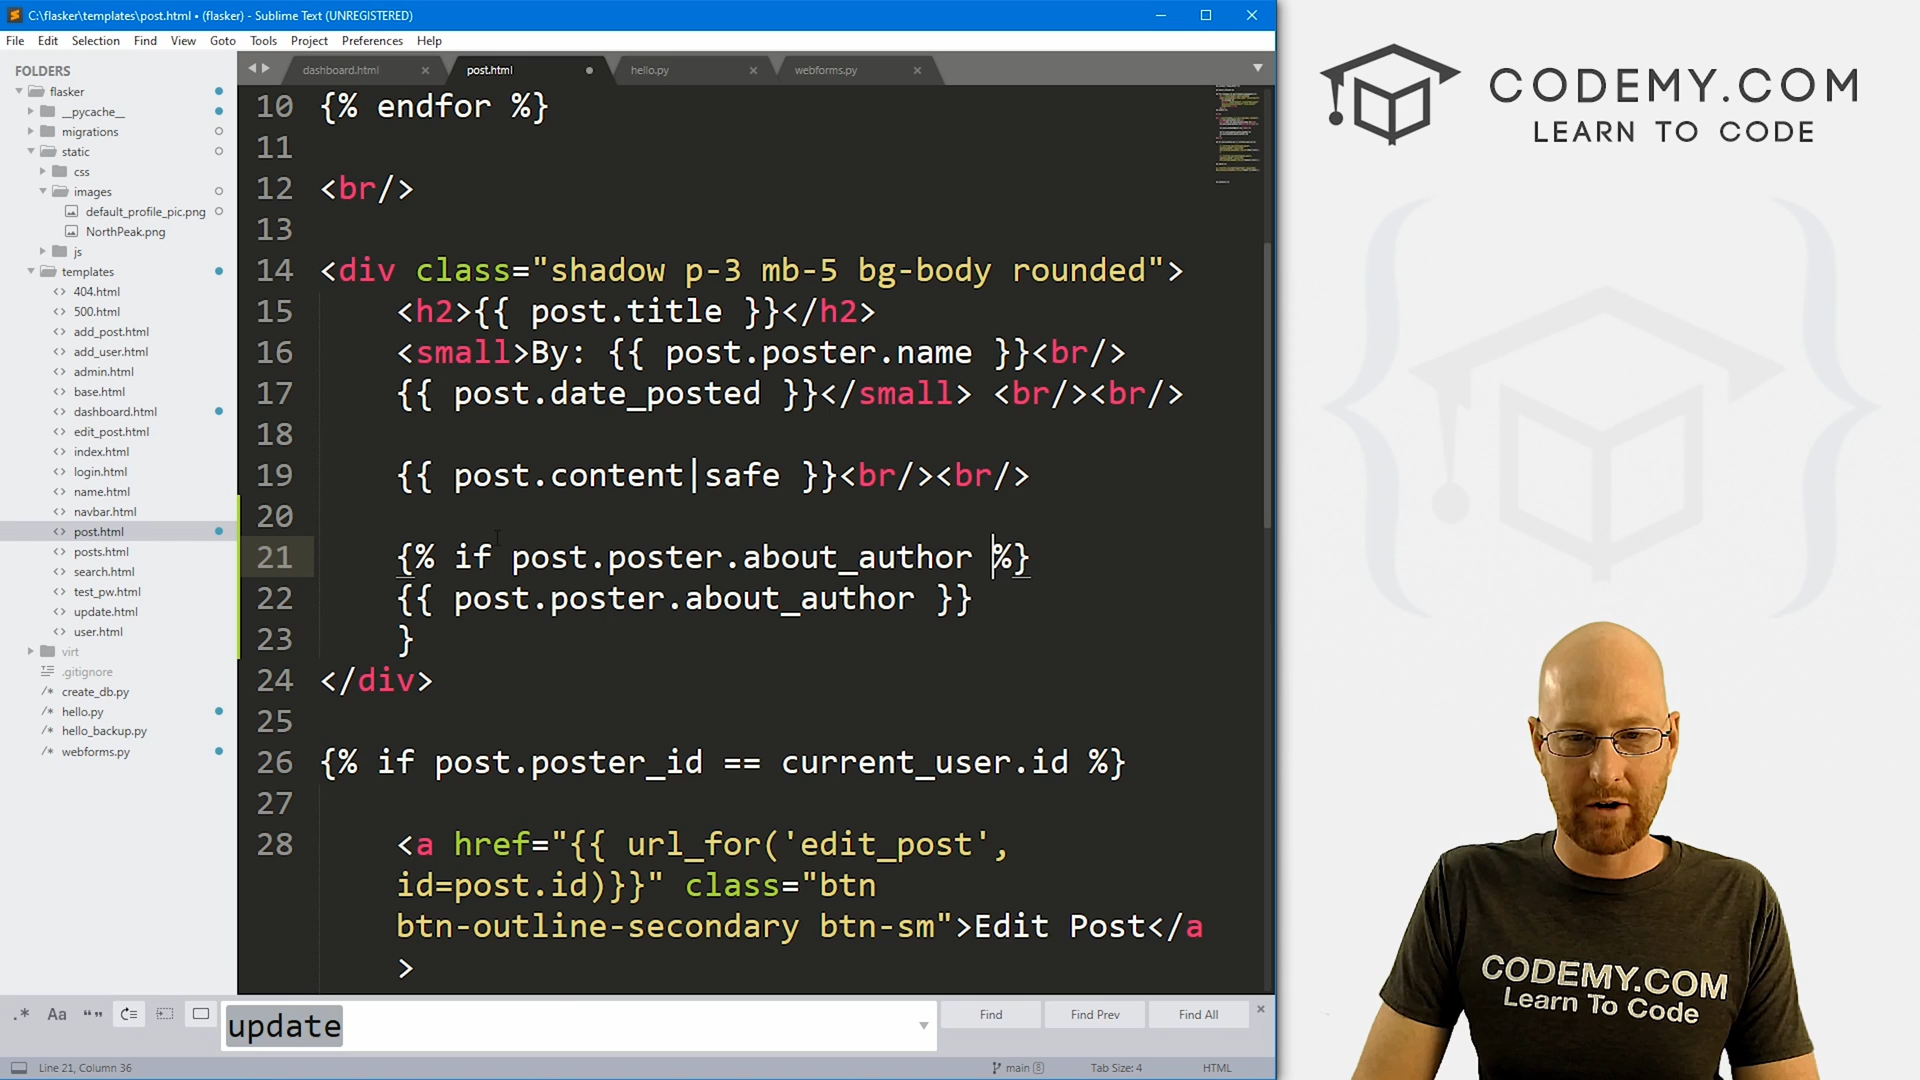 C:\flasker\templates\post.html • (flasker) - Sublime Text (UNREGISTERED)
File Edit Selection Find View Goto Tools Project Preferences Help
FOLDERS
flasker
__pycache__
migrations
static
css
images
default_profile_pic.png
NorthPeak.png
js
templates
404.html
500.html
add_post.html
add_user.html
admin.html
base.html
dashboard.html
edit_post.html
index.html
login.html
name.html
navbar.html
post.html
posts.html
search.html
test_pw.html
update.html
user.html
virt
.gitignore
create_db.py
hello.py
hello_backup.py
webforms.py
dashboard.html post.html hello.py webforms.py
10 {% endfor %}
11
12 <br/>
13
14 <div class="shadow p-3 mb-5 bg-body rounded">
15 <h2>{{ post.title }}</h2>
16 <small>By: {{ post.poster.name }}<br/>
17 {{ post.date_posted }}</small> <br/><br/>
18
19 {{ post.content|safe }}<br/><br/>
20
21 {% if post.poster.about_author %}
22 {{ post.poster.about_author }}
23 }
24 </div>
25
26 {% if post.poster_id == current_user.id %}
27
28 <a href="{{ url_for('edit_post',
id=post.id)}}" class="btn
btn-outline-secondary btn-sm">Edit Post</a
>
.* Aa “” update Find Find Prev Find All
Line 21, Column 36 main 8 Tab Size: 4 HTML
CODEMY.COM
LEARN TO CODE
CODEMY.COM
Learn To Code